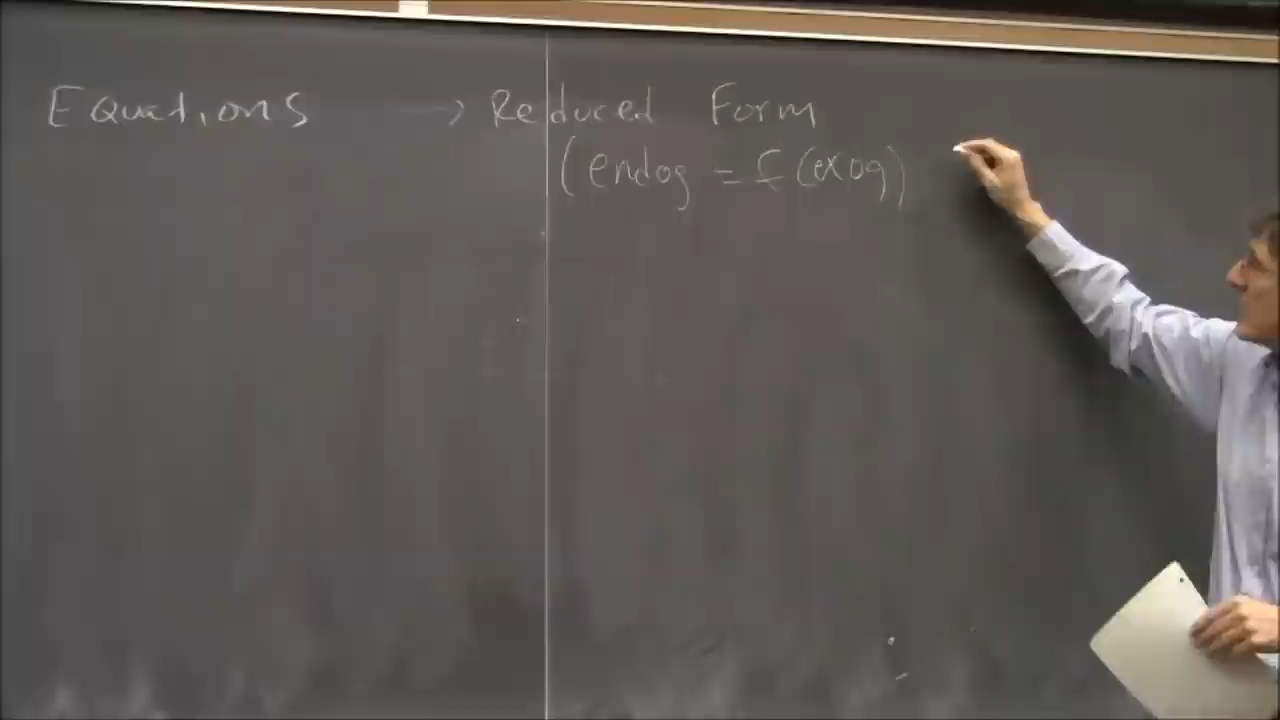 Equations → Reduced Form
(endog = f(exog))